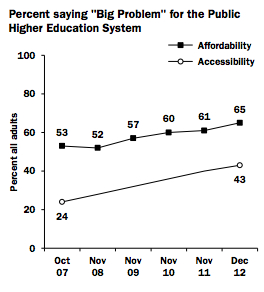 Percent saying "Big Problem" for the Public
Higher Education System
Affordability
Accessibility
Percent all adults
100
80
60
40
20
0
53
52
57
60
61
65
24
43
Oct
07
Nov
08
Nov
09
Nov
10
Nov
11
Dec
12